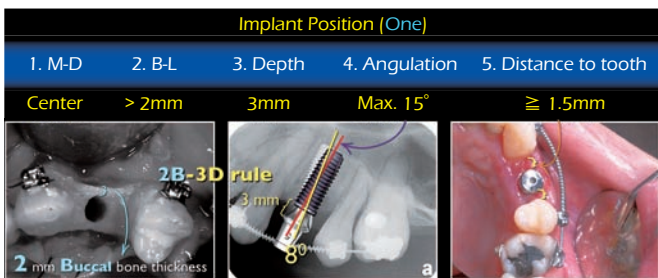 Implant Position (One)
1. M-D 2. B-L 3. Depth 4. Angulation 5. Distance to tooth
Center > 2mm 3mm Max. 15° ≧ 1.5mm
2B-3D rule
3 mm
8°
2 mm Buccal bone thickness
a